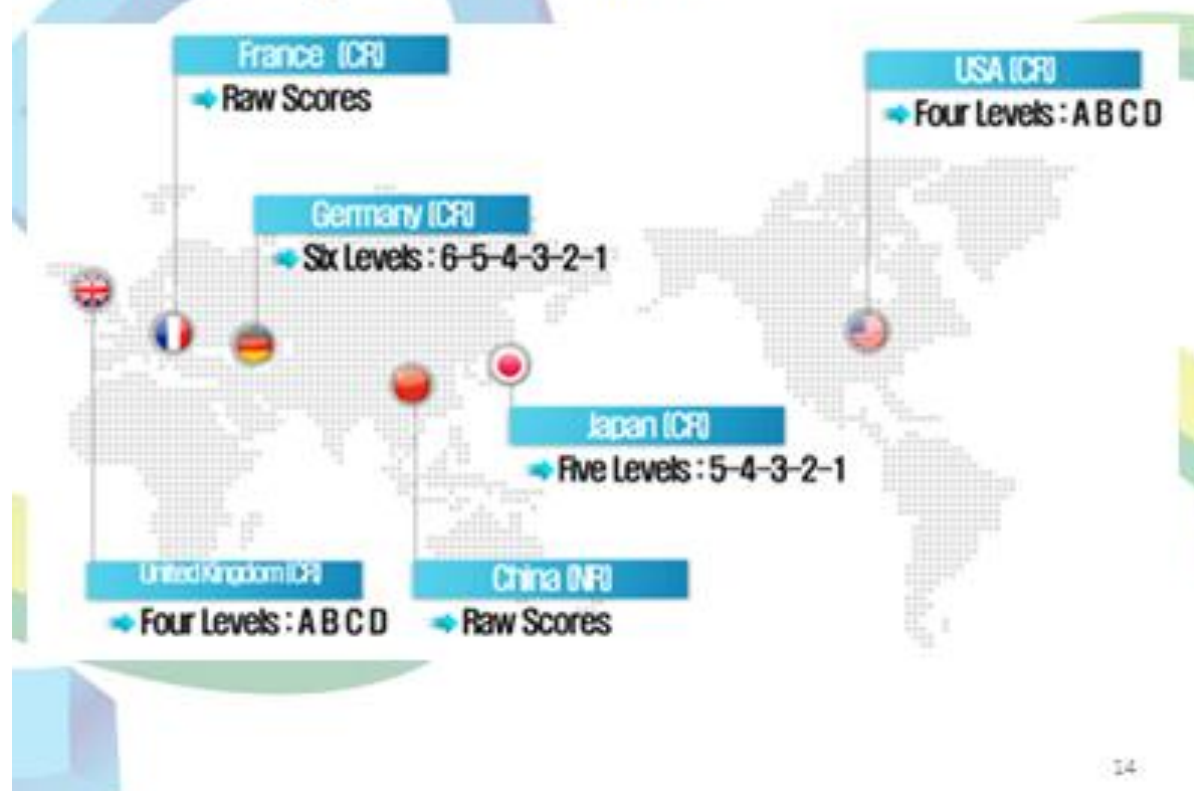 France (CR)
Raw Scores
USA (CR)
Four Levels : A B C D
Germany (CR)
Six Levels : 6-5-4-3-2-1
Japan (CR)
Five Levels : 5-4-3-2-1
United Kingdom (CR)
Four Levels : A B C D
China (NR)
Raw Scores
14